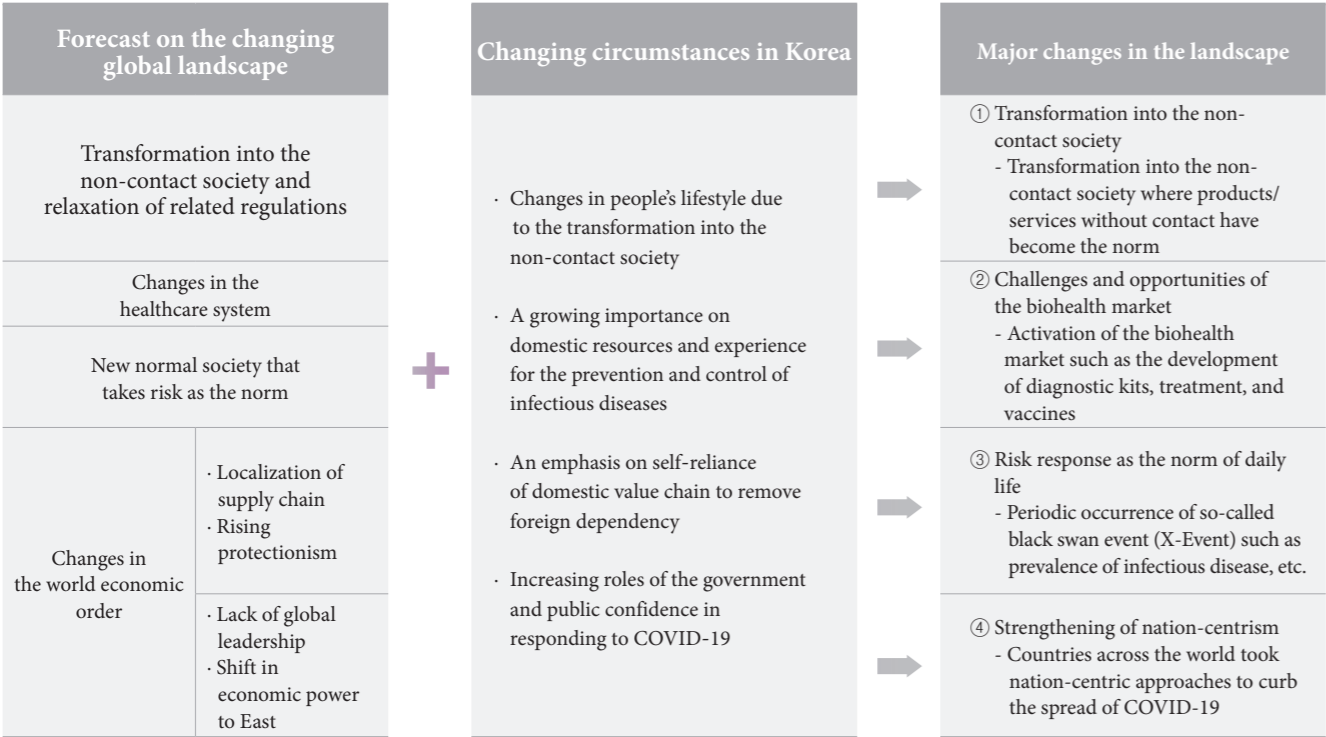 Forecast on the changing
global landscape
Transformation into the
non-contact society and
relaxation of related regulations
Changes in the
healthcare system
New normal society that
takes risk as the norm
Changes in
the world economic
order
· Localization of
supply chain
· Rising
protectionism
· Lack of global
leadership
· Shift in
economic power
to East
+
Changing circumstances in Korea
· Changes in people’s lifestyle due
to the transformation into the
non-contact society
· A growing importance on
domestic resources and experience
for the prevention and control of
infectious diseases
· An emphasis on self-reliance
of domestic value chain to remove
foreign dependency
· Increasing roles of the government
and public confidence in
responding to COVID-19
Major changes in the landscape
① Transformation into the non-
contact society
- Transformation into the non-
contact society where products/
services without contact have
become the norm
② Challenges and opportunities of
the biohealth market
- Activation of the biohealth
market such as the development
of diagnostic kits, treatment, and
vaccines
③ Risk response as the norm of daily
life
- Periodic occurrence of so-called
black swan event (X-Event) such as
prevalence of infectious disease, etc.
④ Strengthening of nation-centrism
- Countries across the world took
nation-centric approaches to curb
the spread of COVID-19